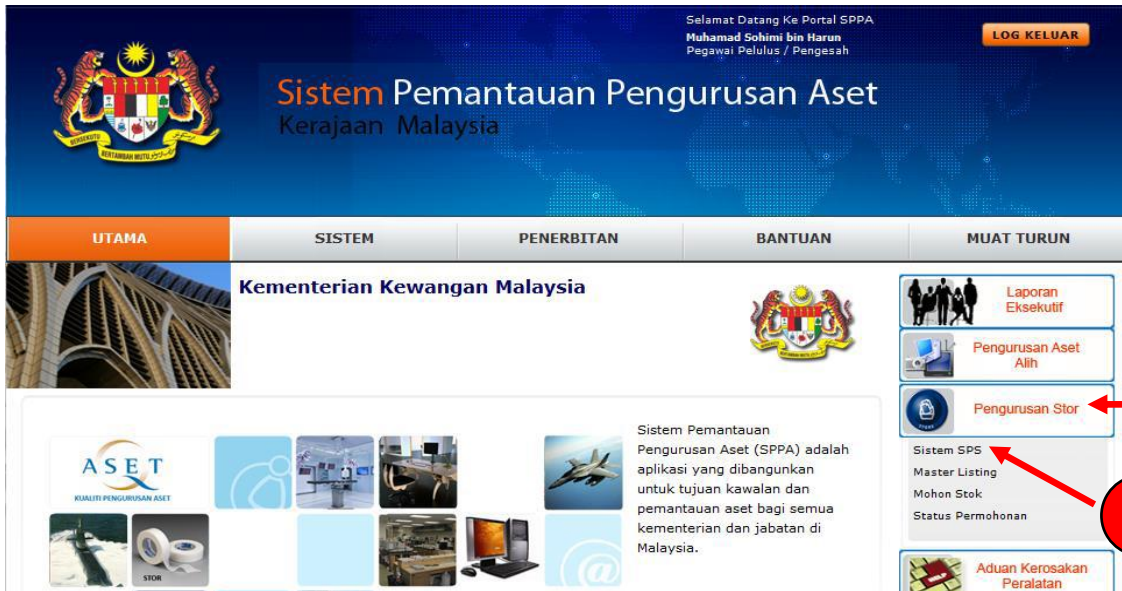 Selamat Datang Ke Portal SPPA
Muhamad Sohimi bin Harun
Pegawai Pelulus / Pengesah
LOG KELUAR
Sistem Pemantauan Pengurusan Aset
Kerajaan Malaysia
BERSEKUTU
BERTAMBAH MUTU
UTAMA
SISTEM
PENERBITAN
BANTUAN
MUAT TURUN
Kementerian Kewangan Malaysia
Laporan
Eksekutif
Pengurusan Aset
Alih
Pengurusan Stor
Sistem SPS
Master Listing
Mohon Stok
Status Permohonan
Aduan Kerosakan
Peralatan
ASET
KUALITI PENGURUSAN ASET
STOR
Sistem Pemantauan
Pengurusan Aset (SPPA) adalah
aplikasi yang dibangunkan
untuk tujuan kawalan dan
pemantauan aset bagi semua
kementerian dan jabatan di
Malaysia.